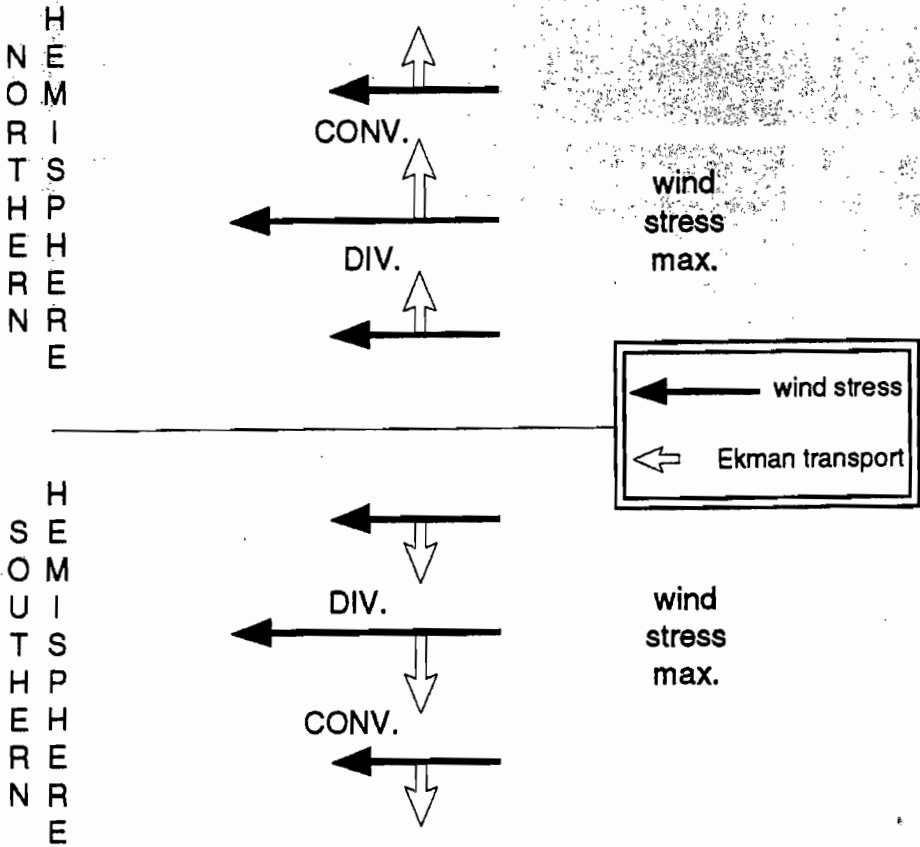 NORTHERN
HEMISPHERE
CONV.
wind
stress
max.
DIV.
wind stress
Ekman transport
SOUTHERN
HEMISPHERE
DIV.
wind
stress
max.
CONV.